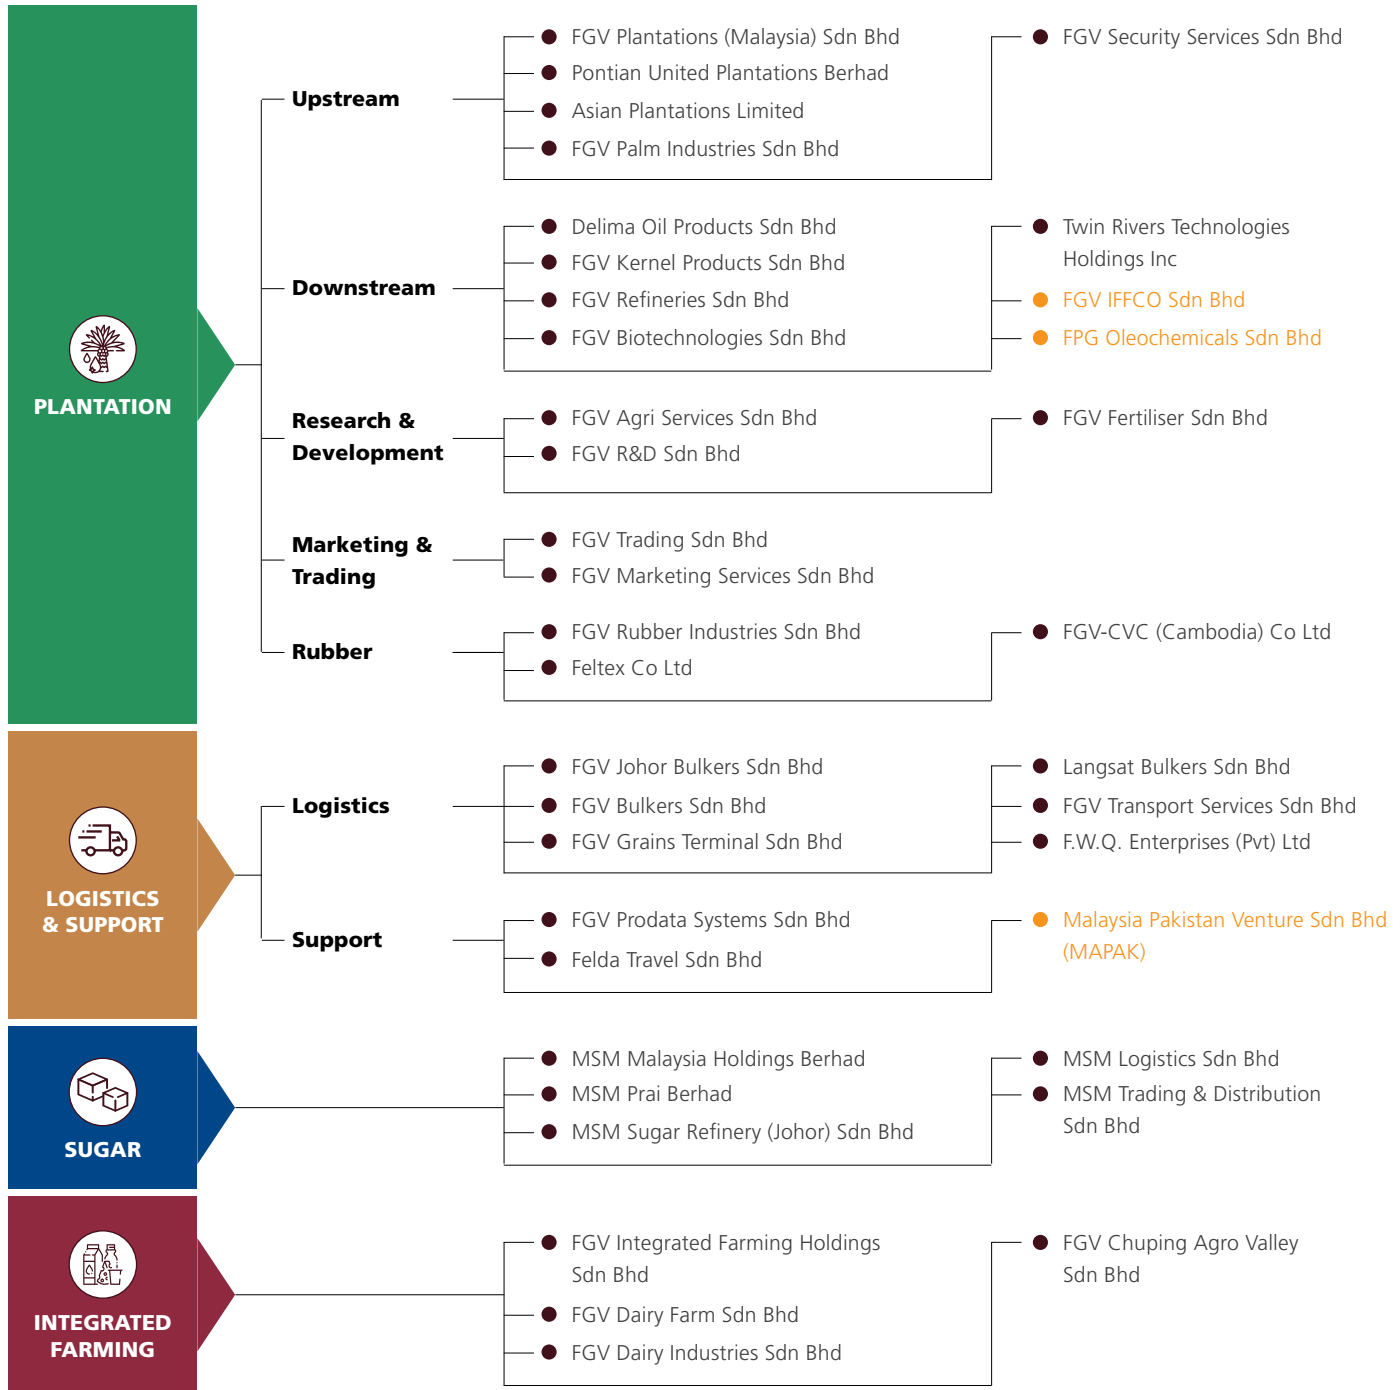 PLANTATION
Upstream
FGV Plantations (Malaysia) Sdn Bhd
Pontian United Plantations Berhad
Asian Plantations Limited
FGV Palm Industries Sdn Bhd
FGV Security Services Sdn Bhd
Downstream
Delima Oil Products Sdn Bhd
FGV Kernel Products Sdn Bhd
FGV Refineries Sdn Bhd
FGV Biotechnologies Sdn Bhd
Twin Rivers Technologies
Holdings Inc
FGV IFFCO Sdn Bhd
FPG Oleochemicals Sdn Bhd
Research &
Development
FGV Agri Services Sdn Bhd
FGV R&D Sdn Bhd
FGV Fertiliser Sdn Bhd
Marketing &
Trading
FGV Trading Sdn Bhd
FGV Marketing Services Sdn Bhd
Rubber
FGV Rubber Industries Sdn Bhd
Feltex Co Ltd
FGV-CVC (Cambodia) Co Ltd
LOGISTICS
& SUPPORT
Logistics
FGV Johor Bulkers Sdn Bhd
FGV Bulkers Sdn Bhd
FGV Grains Terminal Sdn Bhd
Langsat Bulkers Sdn Bhd
FGV Transport Services Sdn Bhd
F.W.Q. Enterprises (Pvt) Ltd
Support
FGV Prodata Systems Sdn Bhd
Felda Travel Sdn Bhd
Malaysia Pakistan Venture Sdn Bhd
(MAPAK)
SUGAR
MSM Malaysia Holdings Berhad
MSM Prai Berhad
MSM Sugar Refinery (Johor) Sdn Bhd
MSM Logistics Sdn Bhd
MSM Trading & Distribution
Sdn Bhd
INTEGRATED
FARMING
FGV Integrated Farming Holdings
Sdn Bhd
FGV Dairy Farm Sdn Bhd
FGV Dairy Industries Sdn Bhd
FGV Chuping Agro Valley
Sdn Bhd